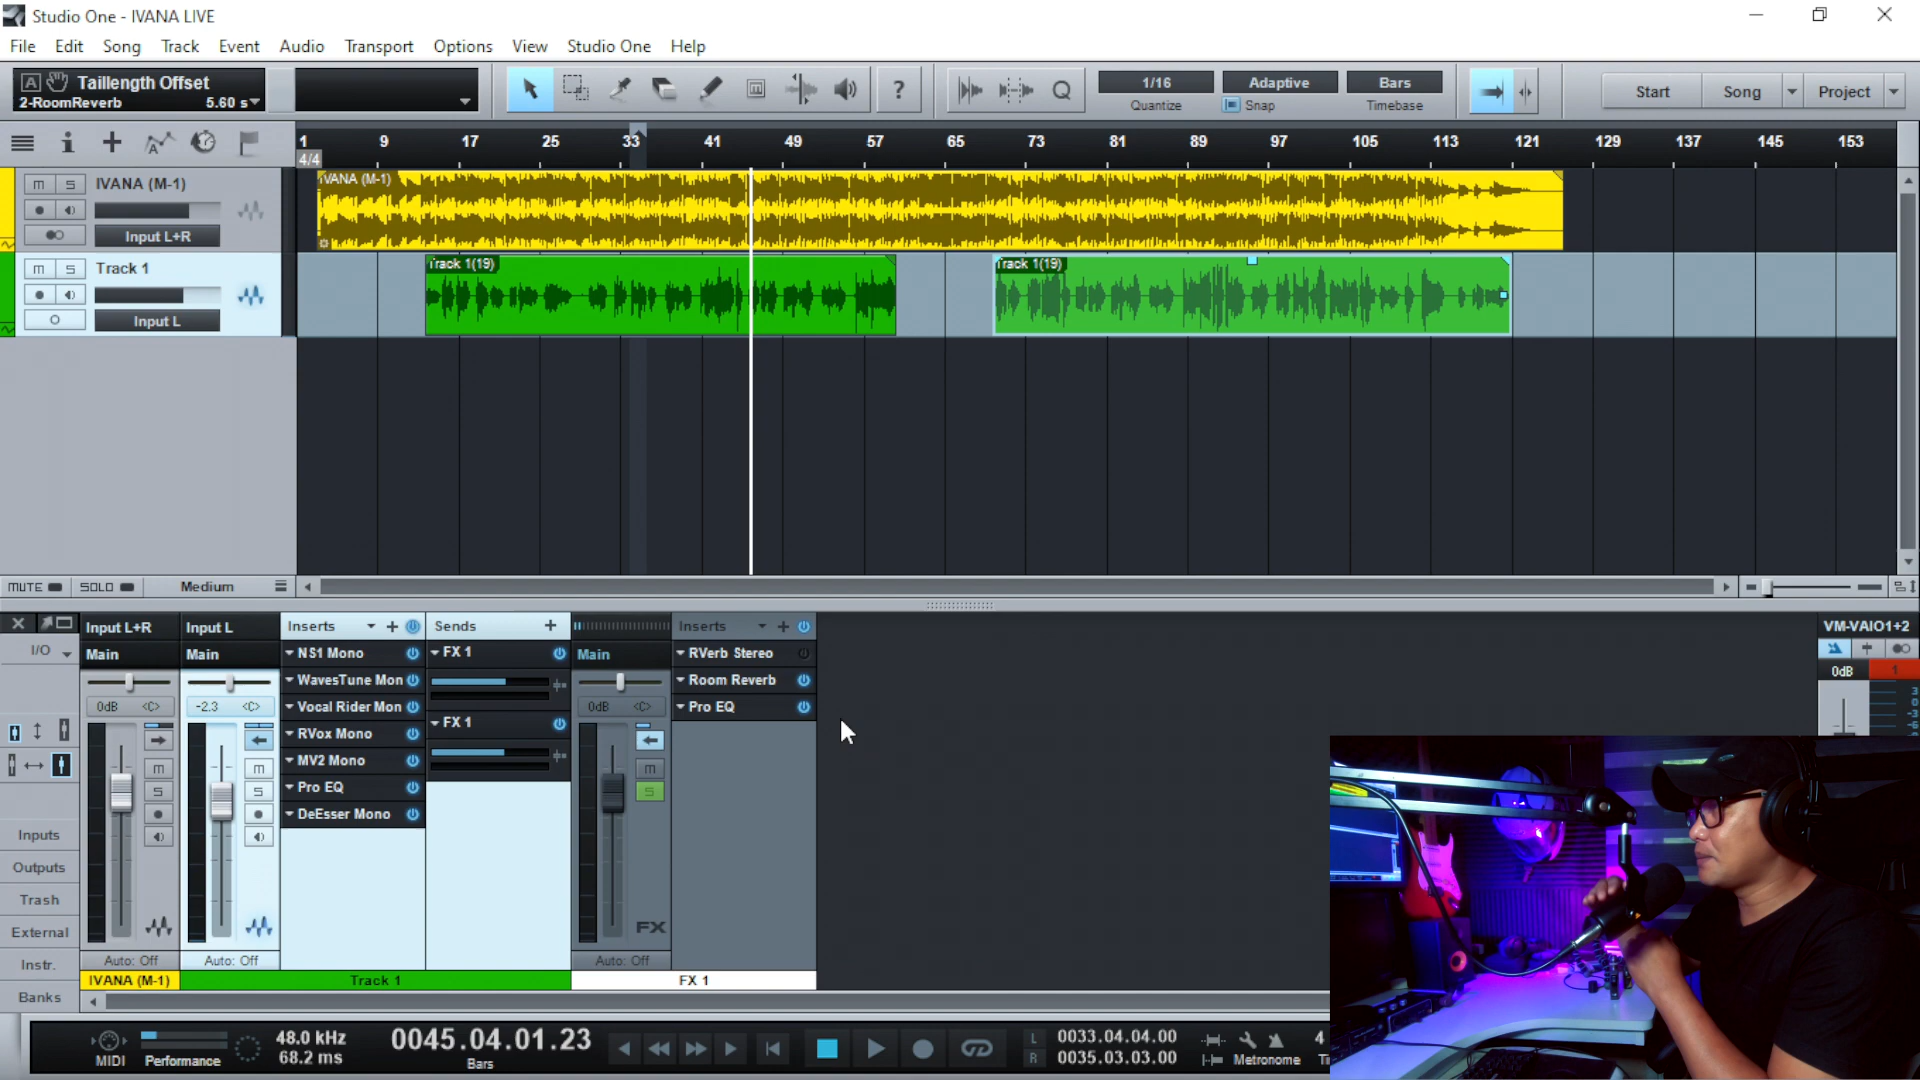 Studio One - IVANA LIVE
File Edit Song Track Event Audio Transport Options View Studio One Help
A Taillength Offset
2-RoomReverb 5.60 s
? Q 1/16 Adaptive Bars
Quantize Snap Timebase
Start Song Project
1 9 17 25 33 41 49 57 65 73 81 89 97 105 113 121 129 137 145 153
4/4
M S IVANA (M-1)
Input L+R
IVANA (M-1)
M S Track 1
Input L
Track 1(19) Track 1(19)
MUTE SOLO Medium
Input L+R Input L Inserts Sends Inserts VM-VAIO1+2
I/O Main Main NS1 Mono FX 1 Main RVerb Stereo
0dB 1
WavesTune Mon Room Reverb
0dB <C> -2.3 <C> Vocal Rider Mon 0dB <C> Pro EQ
FX 1
RVox Mono
MV2 Mono
M M M
Pro EQ
S S S
DeEsser Mono
Inputs
Outputs
Trash
External FX
Instr. Auto: Off Auto: Off Auto: Off
IVANA (M-1) Track 1 FX 1
Banks
MIDI Performance 48.0 kHz
68.2 ms
0045.04.01.23
Bars
L 0033.04.04.00
R 0035.03.03.00
Metronome
4